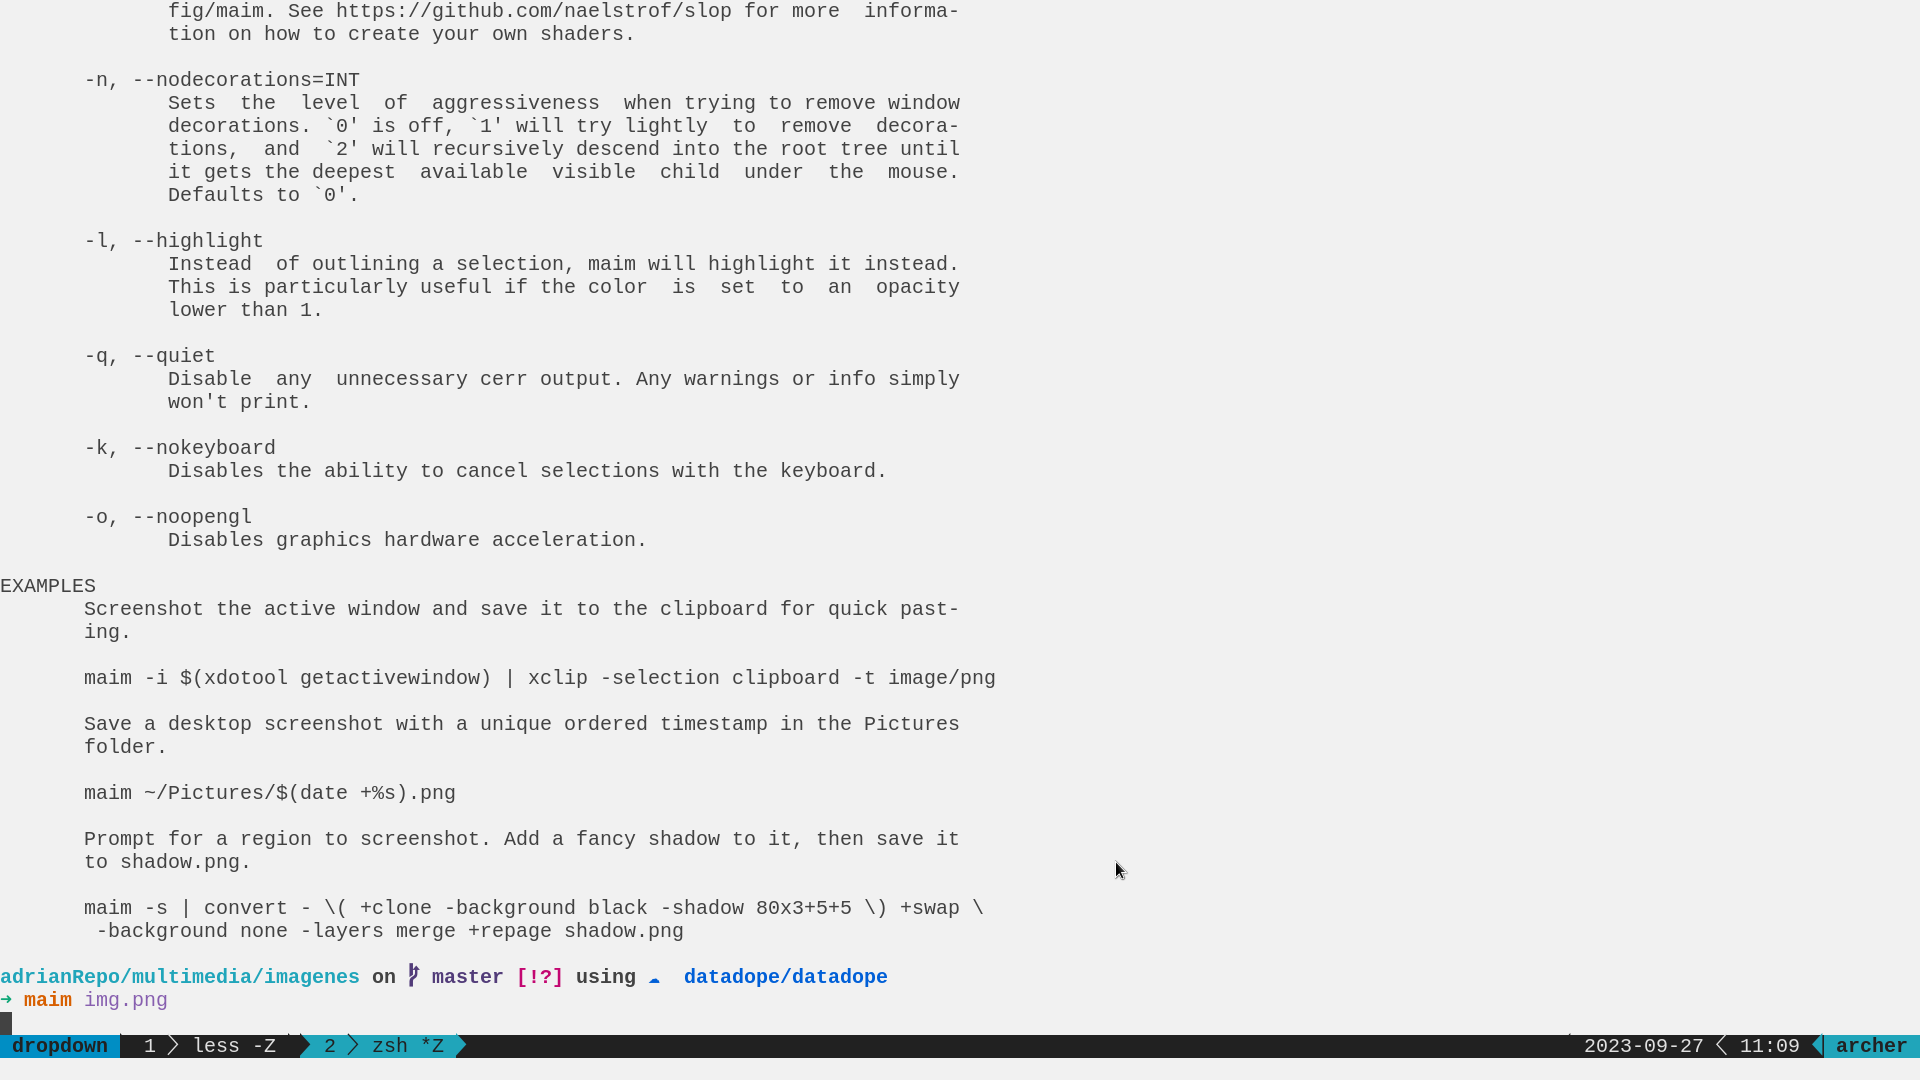 fig/maim. See https://github.com/naelstrof/slop for more  informa-
tion on how to create your own shaders.
-n, --nodecorations=INT
Sets  the  level  of  aggressiveness  when trying to remove window
decorations. `0' is off, `1' will try lightly  to  remove  decora-
tions,  and  `2' will recursively descend into the root tree until
it gets the deepest  available  visible  child  under  the  mouse.
Defaults to `0'.
-l, --highlight
Instead  of outlining a selection, maim will highlight it instead.
This is particularly useful if the color  is  set  to  an  opacity
lower than 1.
-q, --quiet
Disable  any  unnecessary cerr output. Any warnings or info simply
won't print.
-k, --nokeyboard
Disables the ability to cancel selections with the keyboard.
-o, --noopengl
Disables graphics hardware acceleration.
EXAMPLES
Screenshot the active window and save it to the clipboard for quick past-
ing.
maim -i $(xdotool getactivewindow) | xclip -selection clipboard -t image/png
Save a desktop screenshot with a unique ordered timestamp in the Pictures
folder.
maim ~/Pictures/$(date +%s).png
Prompt for a region to screenshot. Add a fancy shadow to it, then save it
to shadow.png.
maim -s | convert - \( +clone -background black -shadow 80x3+5+5 \) +swap \
-background none -layers merge +repage shadow.png
adrianRepo/multimedia/imagenes on master [!?] using ☁ datadope/datadope
➜ maim img.png
dropdown 1 less -Z 2 zsh *Z 2023-09-27 11:09 archer